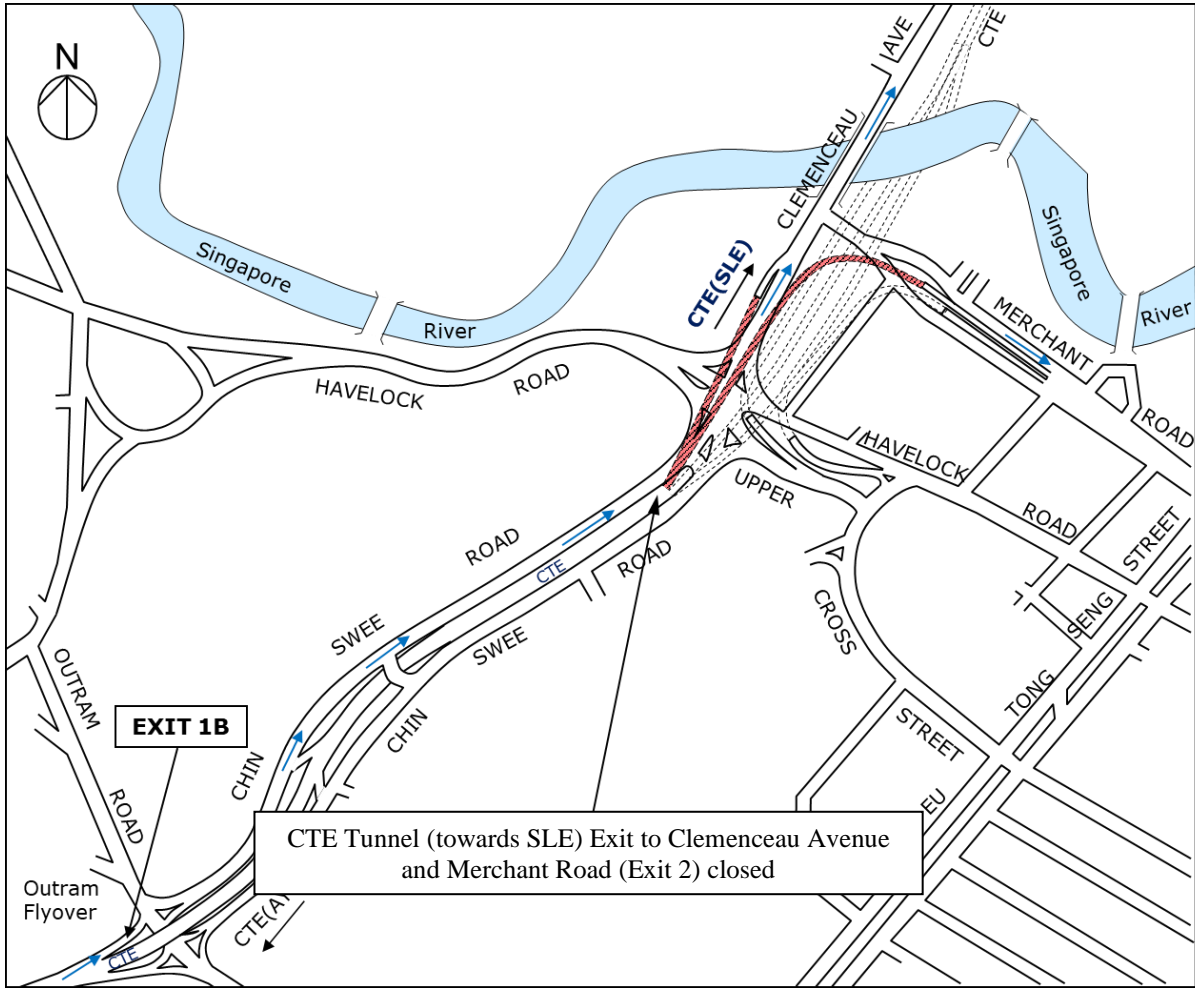 N
AVE
CTE
CLEMENCEAU
CTE(SLE)
Singapore
River
Singapore
River
MERCHANT
ROAD
HAVELOCK
ROAD
HAVELOCK
ROAD
UPPER
CROSS
STREET
STREET
SENG
TONG
EU
ROAD
CTE
ROAD
SWEE
SWEE
CHIN
CHIN
OUTRAM
ROAD
EXIT 1B
CTE Tunnel (towards SLE) Exit to Clemenceau Avenue
and Merchant Road (Exit 2) closed
Outram
Flyover
CTE